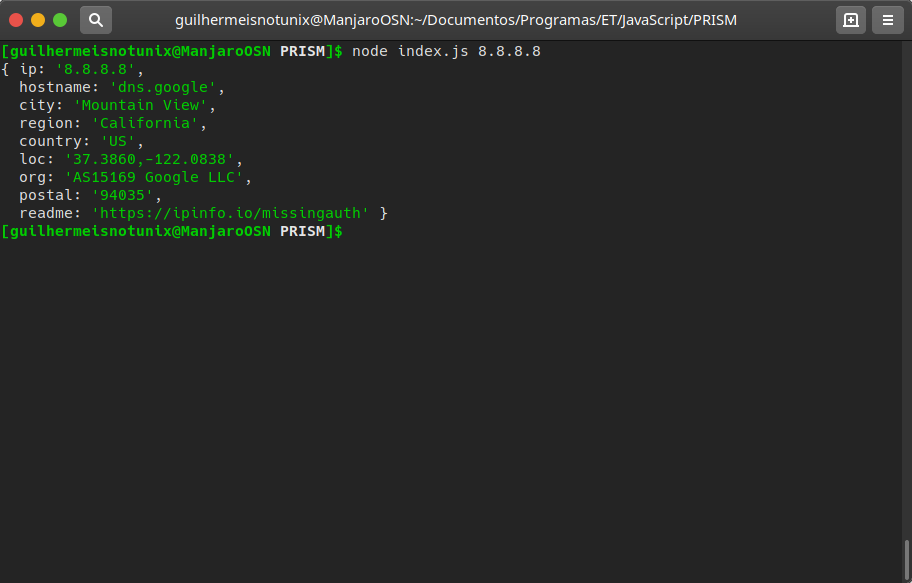 guilhermeisnotunix@ManjaroOSN:~/Documentos/Programas/ET/JavaScript/PRISM
[guilhermeisnotunix@ManjaroOSN PRISM]$ node index.js 8.8.8.8
{ ip: '8.8.8.8',
  hostname: 'dns.google',
  city: 'Mountain View',
  region: 'California',
  country: 'US',
  loc: '37.3860,-122.0838',
  org: 'AS15169 Google LLC',
  postal: '94035',
  readme: 'https://ipinfo.io/missingauth' }
[guilhermeisnotunix@ManjaroOSN PRISM]$